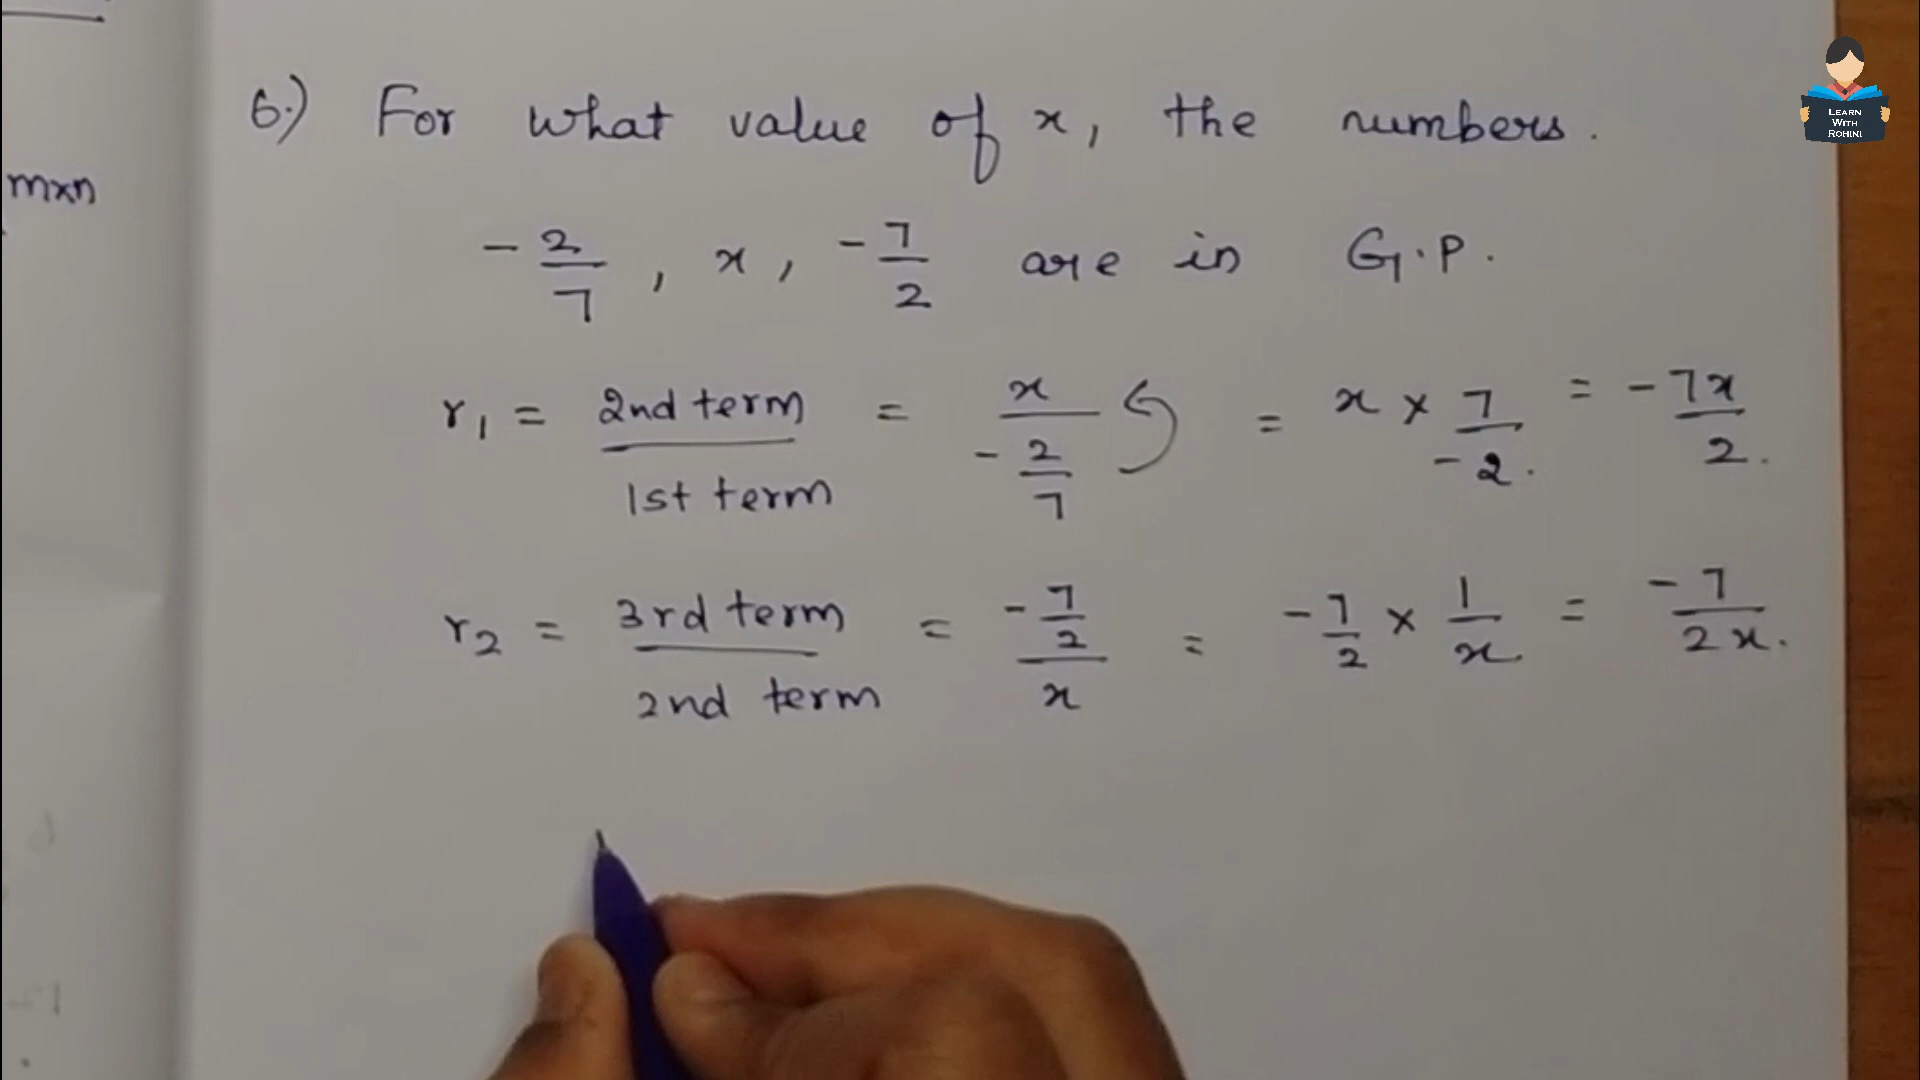 6.) For what value of x, the numbers.
-2/7, x, -7/2 are in G.P.
r₁ = 2nd term / 1st term = x / (-2/7) = x × 7/-2. = -7x/2.
r₂ = 3rd term / 2nd term = (-7/2) / x = -7/2 × 1/x = -7/2x.
m×n
LEARN
WITH
ROHINI